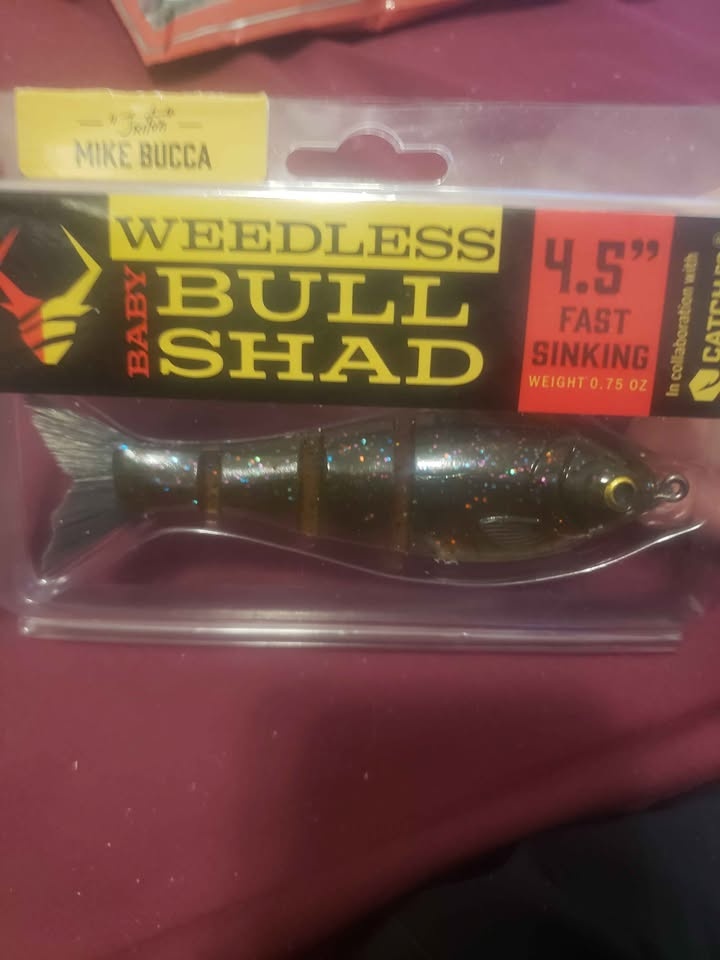 MIKE BUCCA
WEEDLESS
BABY
BULL
SHAD
4.5”
FAST
SINKING
WEIGHT 0.75 OZ
In collaboration with